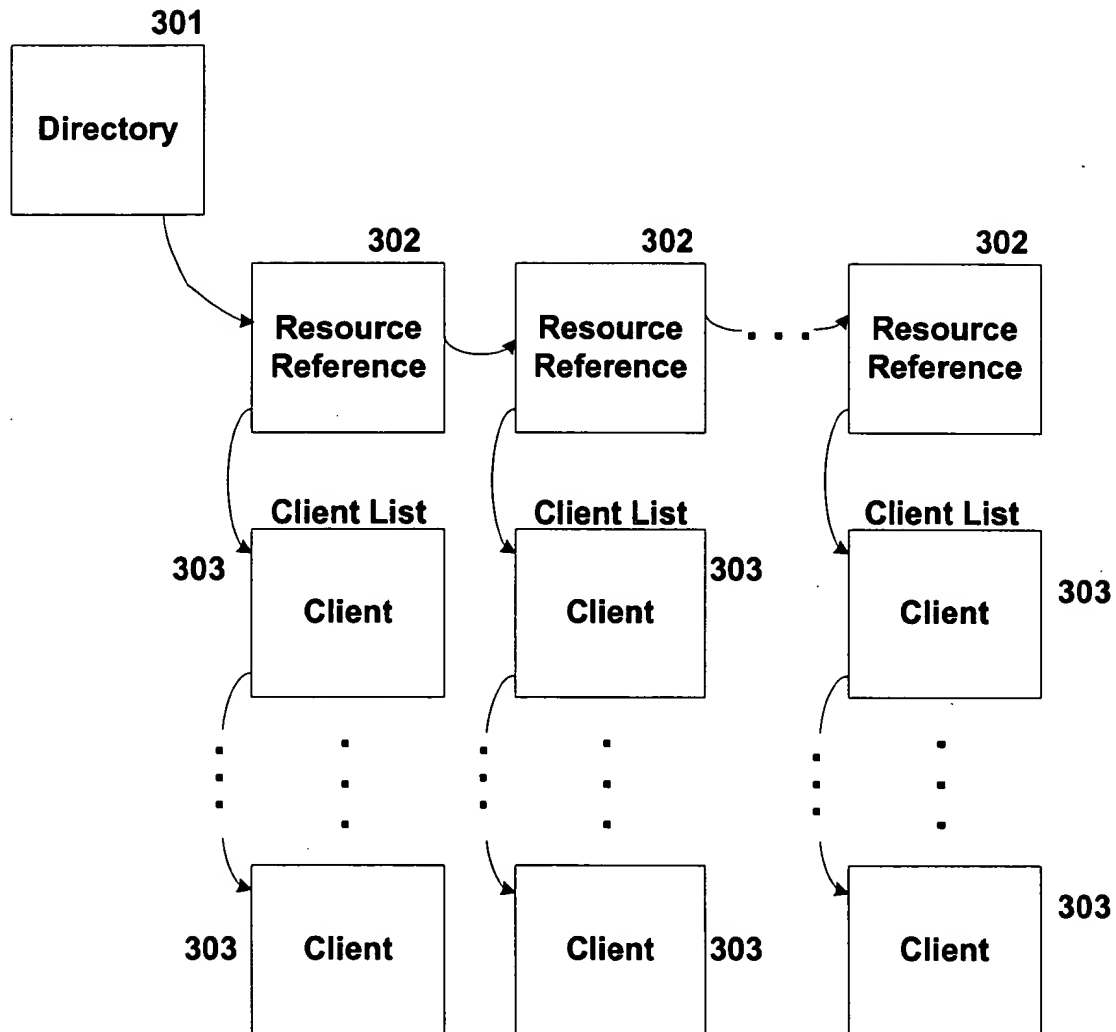 301
Directory
302 302 302
Resource Resource Resource
Reference Reference Reference
Client List Client List Client List
303 303 303
Client Client Client
303 303 303
Client Client Client